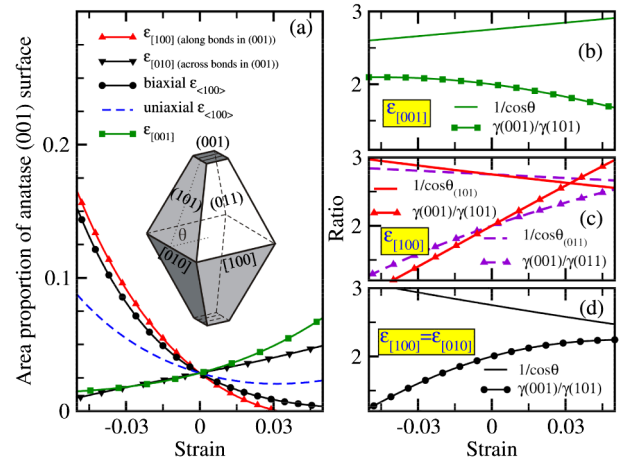 (a)
ε[100] (along bonds in (001))
ε[010] (across bonds in (001))
biaxial ε<100>
uniaxial ε<100>
ε[001]
(001)
(101)
(011)
θ
[010]
[100]
Area proportion of anatase (001) surface
0.2
0.1
0
-0.03
0
0.03
Strain
(b)
3
2
ε[001]
1/cosθ
γ(001)/γ(101)
3
2
(c)
ε[100]
1/cosθ(101)
γ(001)/γ(101)
1/cosθ(011)
γ(001)/γ(011)
Ratio
3
2
(d)
ε[100]=ε[010]
1/cosθ
γ(001)/γ(101)
-0.03
0
0.03
Strain